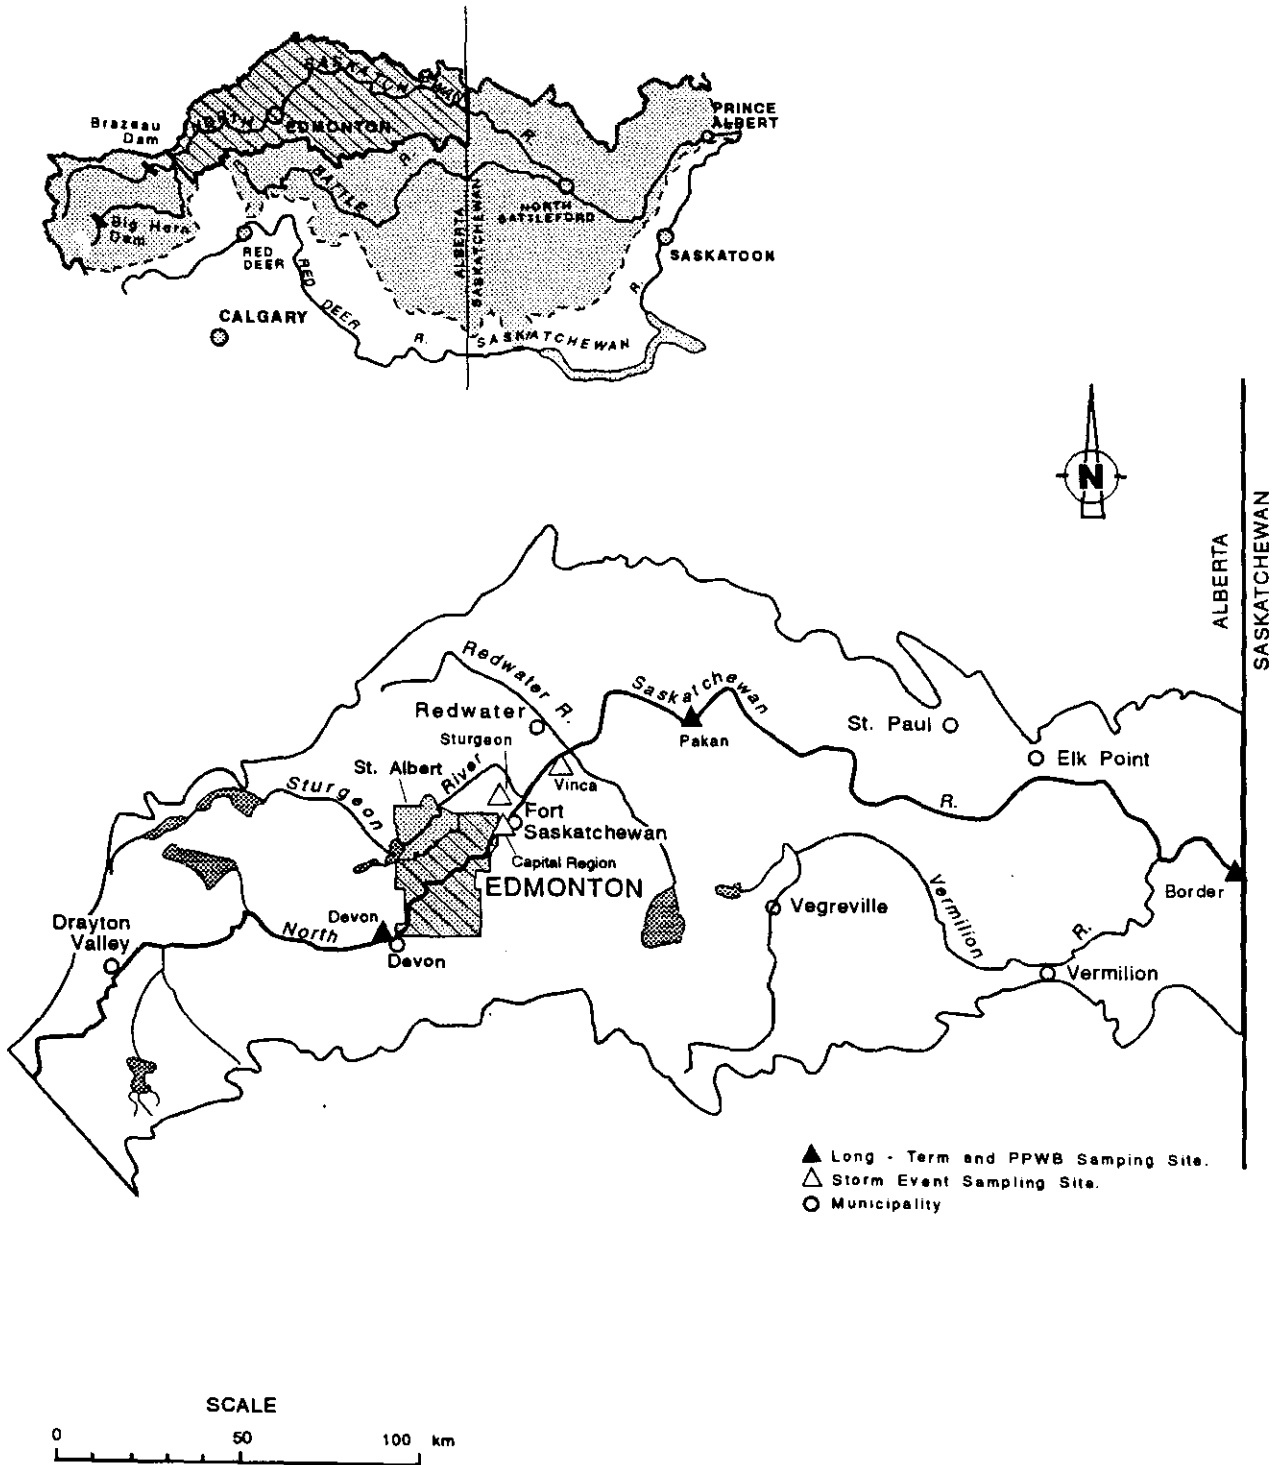 SASKATCHEWAN
PRINCE
ALBERT
Brazeau
Dam
NORTH
EDMONTON
R.
R.
BATTLE
ALBERTA
SASKATCHEWAN
NORTH
BATTLEFORD
Big Horn
Dam
RED
DEER
SASKATOON
RED DEER R.
R.
CALGARY
SASKATCHEWAN
N
ALBERTA
SASKATCHEWAN
Redwater R.
Saskatchewan
Redwater
St. Paul
Pakan
Sturgeon
Elk Point
St. Albert
River
Vinca
Sturgeon
R.
Fort
Saskatchewan
Capital Region
EDMONTON
Border
Vermilion
Vegreville
Drayton
Valley
Devon
North
R.
Devon
Vermilion
Long - Term and PPWB Samping Site.
Storm Event Sampling Site.
Municipality
SCALE
0 50 100 km